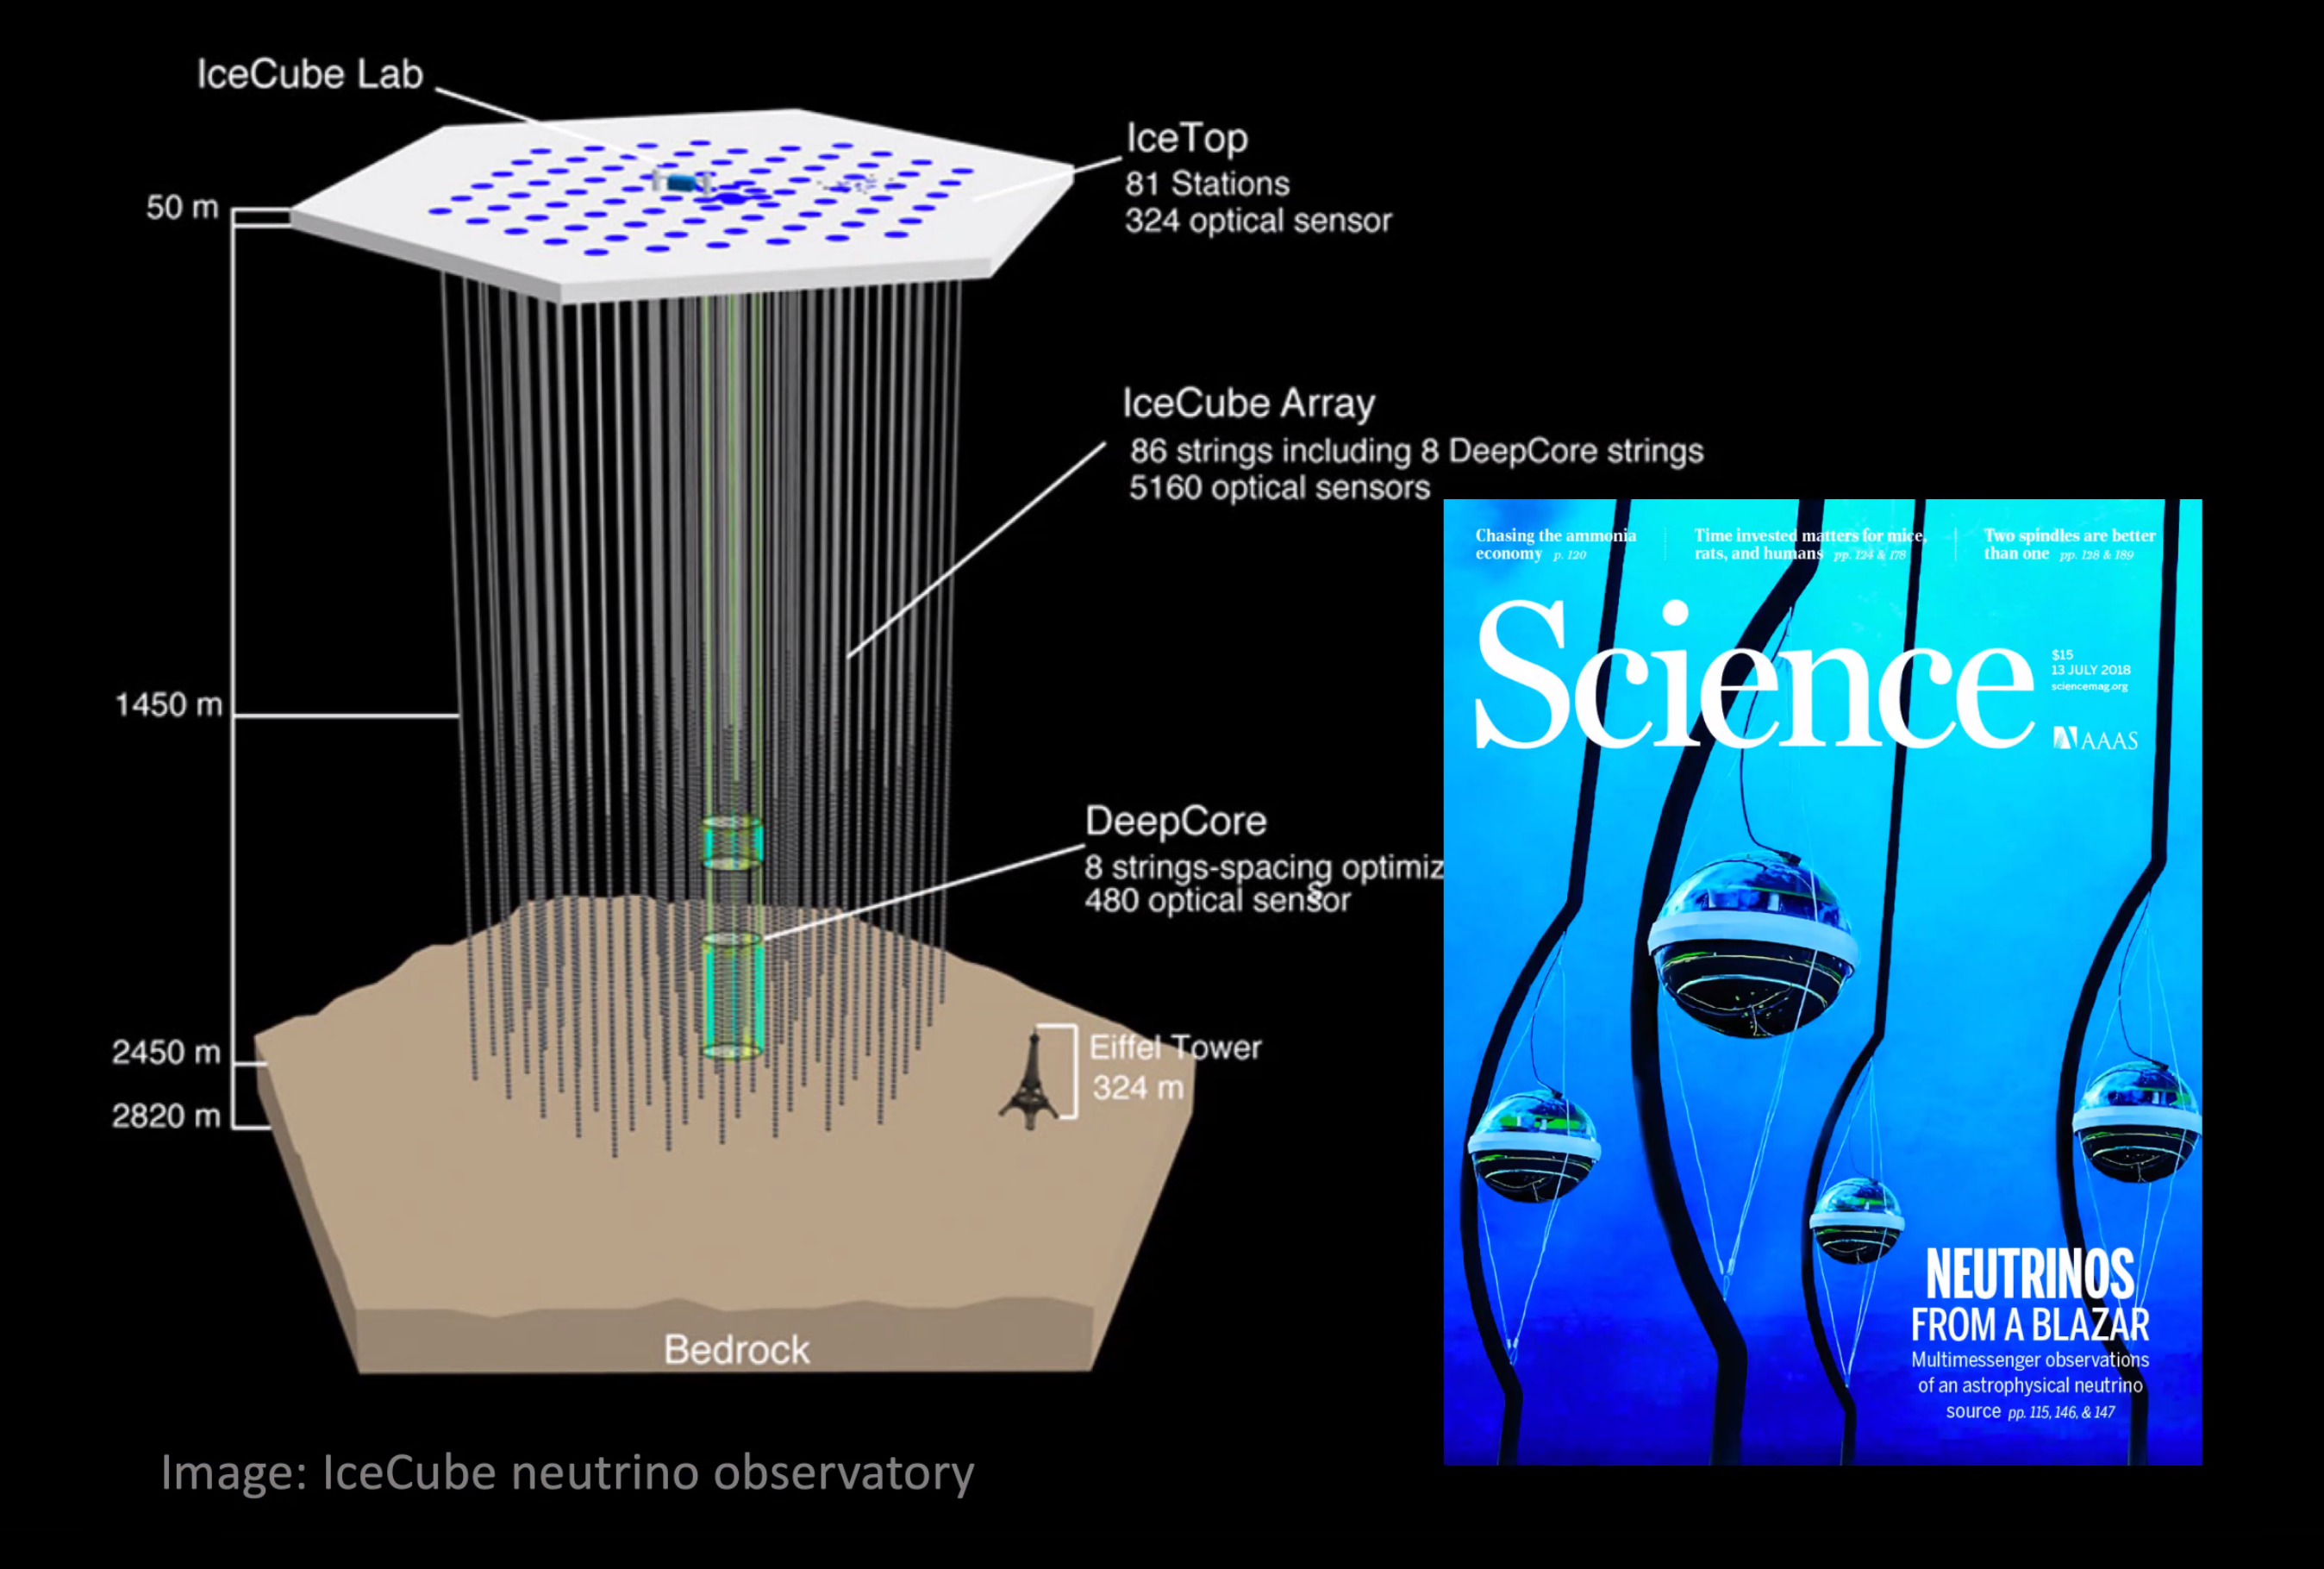 IceCube Lab
IceTop
81 Stations
324 optical sensor
50 m
IceCube Array
86 strings including 8 DeepCore strings
5160 optical sensors
1450 m
DeepCore
8 strings-spacing optimiz
480 optical sensor
s
2450 m
2820 m
Eiffel Tower
324 m
Bedrock
Image: IceCube neutrino observatory
Chasing the ammonia
economy p. 120
Time invested matters for mice,
rats, and humans pp. 124 & 178
Two spindles are better
than one pp. 128 & 189
Science
$15
13 JULY 2018
sciencemag.org
AAAS
NEUTRINOS
FROM A BLAZAR
Multimessenger observations
of an astrophysical neutrino
source pp. 115, 146, & 147